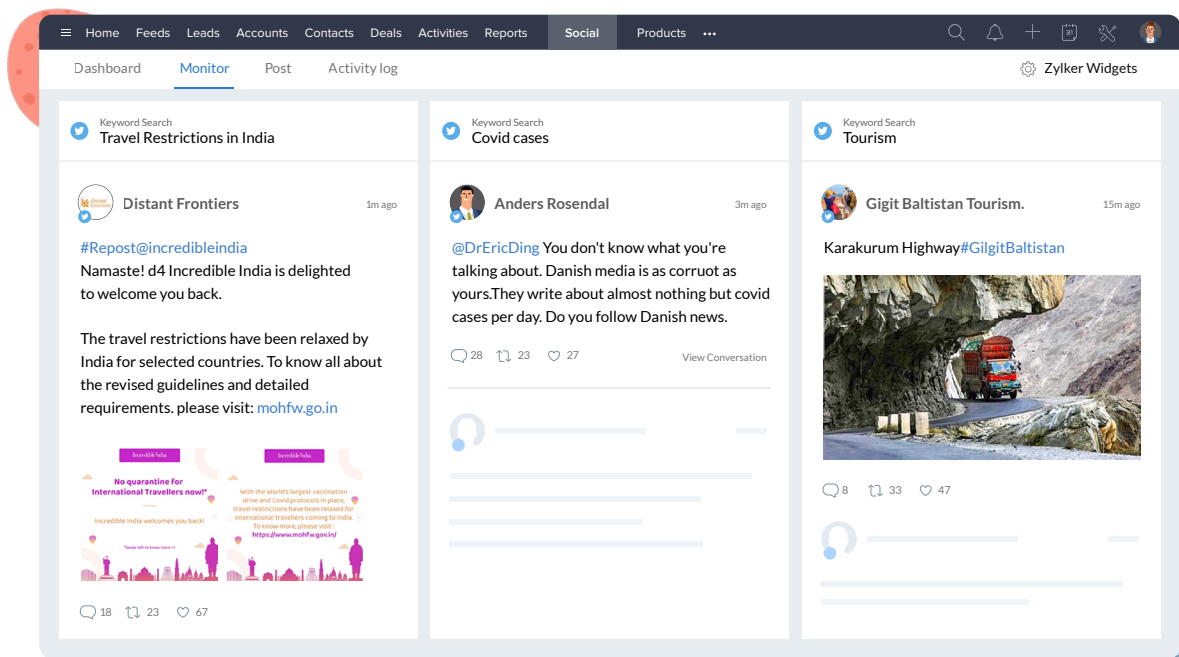 Home Feeds Leads Accounts Contacts Deals Activities Reports Social Products
31
Dashboard Monitor Post Activity log Zylker Widgets
Keyword Search
Travel Restrictions in India
distant frontiers
Distant Frontiers 1m ago
#Repost@incredibleindia
Namaste! d4 Incredible India is delighted
to welcome you back.
The travel restrictions have been relaxed by
India for selected countries. To know all about
the revised guidelines and detailed
requirements. please visit: mohfw.go.in
Incredible India
No quarantine for
International Travellers now!*
Incredible India welcomes you back!
Incredible India
With the World's largest vaccination
drive and Covid protocols in place,
travel restrictions have been relaxed for
international travellers coming to India.
To know more, please visit :
https://www.mohfw.gov.in/
18 23 67
Keyword Search
Covid cases
Anders Rosendal 3m ago
@DrEricDing You don't know what you're
talking about. Danish media is as corruot as
yours.They write about almost nothing but covid
cases per day. Do you follow Danish news.
28 23 27 View Conversation
Keyword Search
Tourism
Gigit Baltistan Tourism. 15m ago
Karakurum Highway#GilgitBaltistan
8 33 47